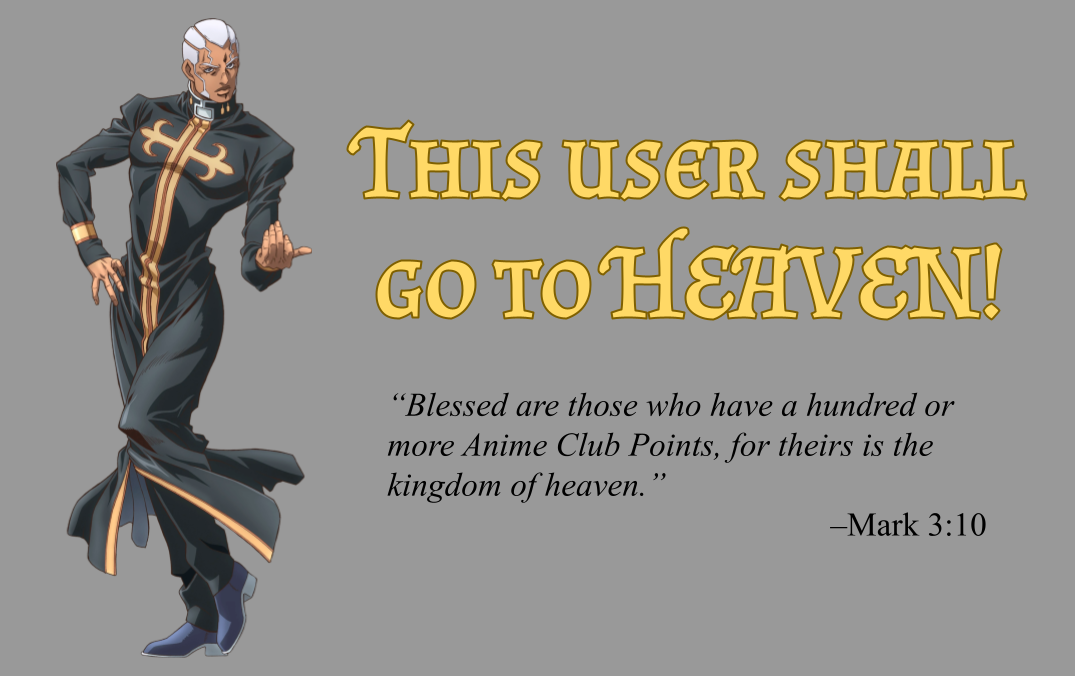 This user shall
go to Heaven!
“Blessed are those who have a hundred or
more Anime Club Points, for theirs is the
kingdom of heaven.”
–Mark 3:10